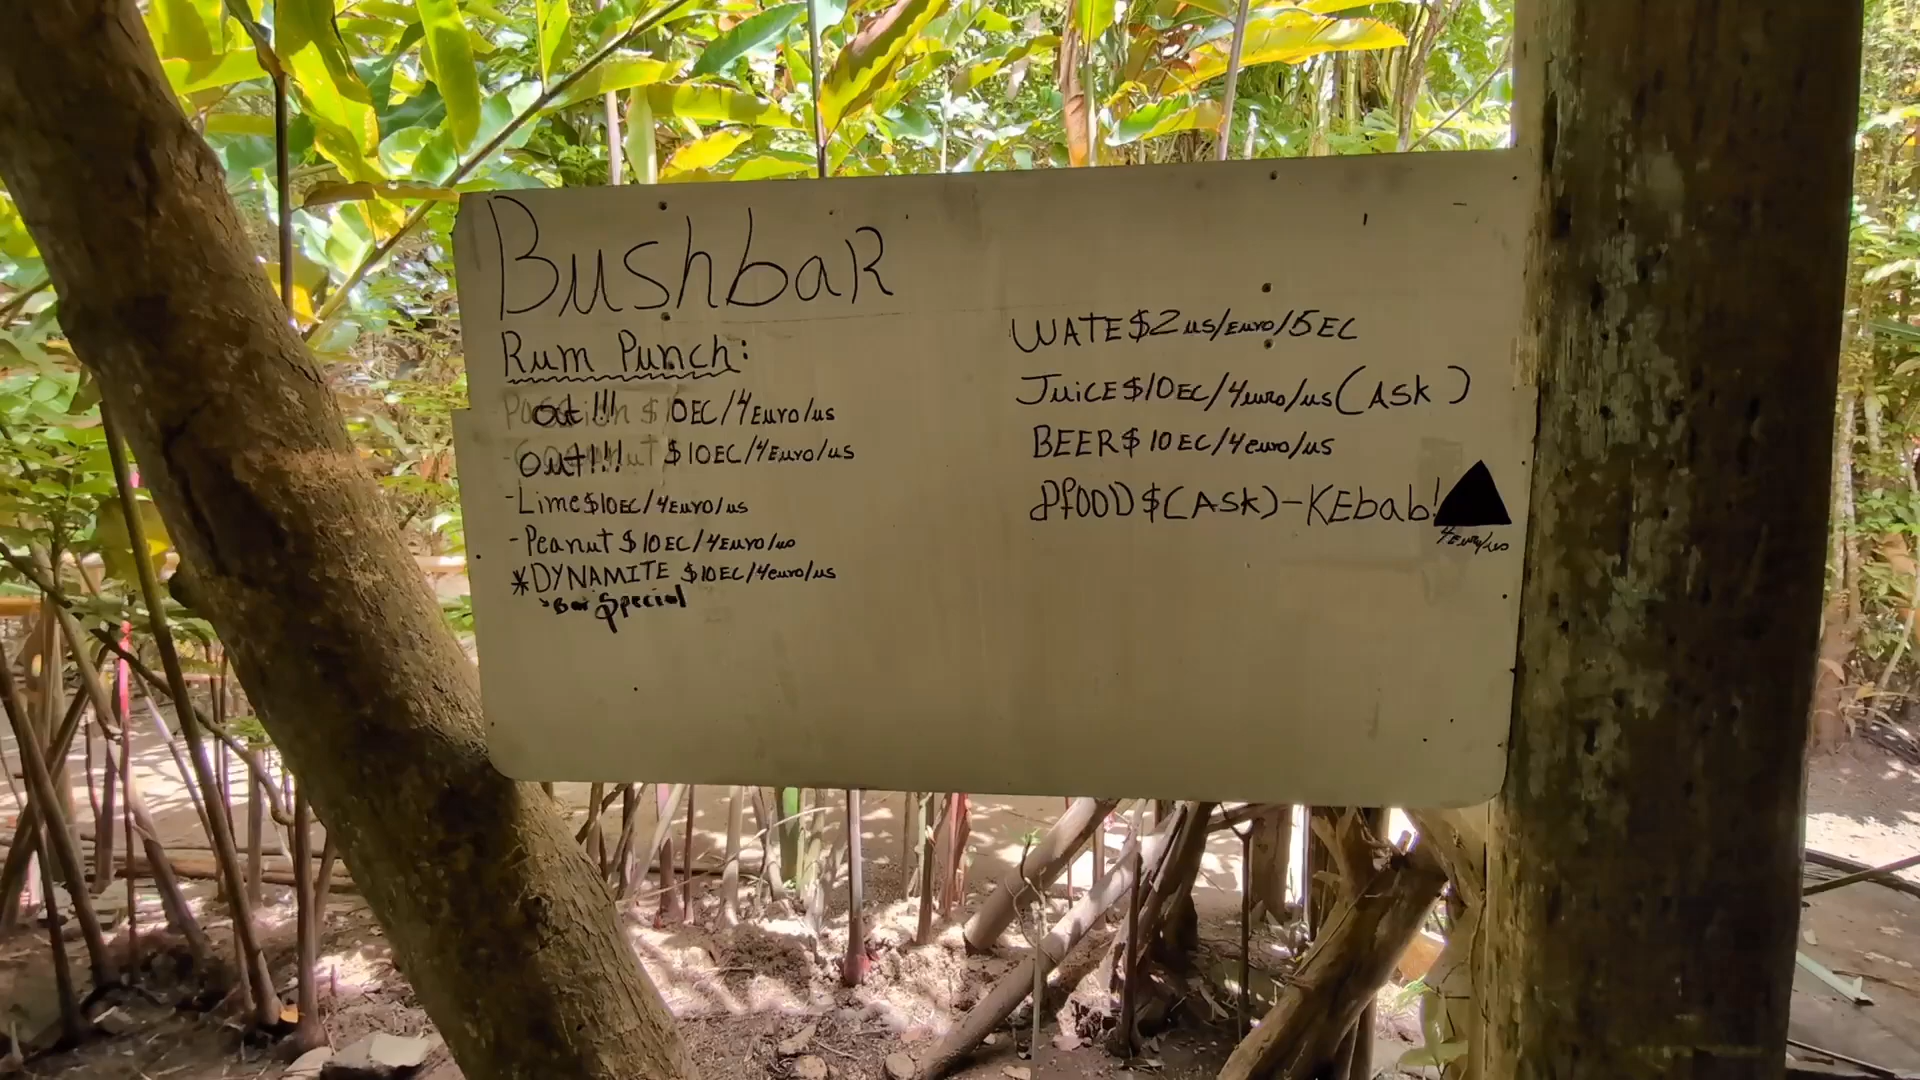 BushbaR
Rum Punch:
out!!! $10EC/4Euro/us
out!!! $10EC/4Euro/us
-Lime $10EC/4Euro/us
-Peanut $10EC/4Euro/us
*DYNAMITE $10EC/4euro/us
Bar Special
WATE $2 us/Euro/5EC
JuiCE $10EC/4euro/us (ASk)
BEER $10EC/4euro/us
FOOD $(ASk)-KEbab!
4Euro/us